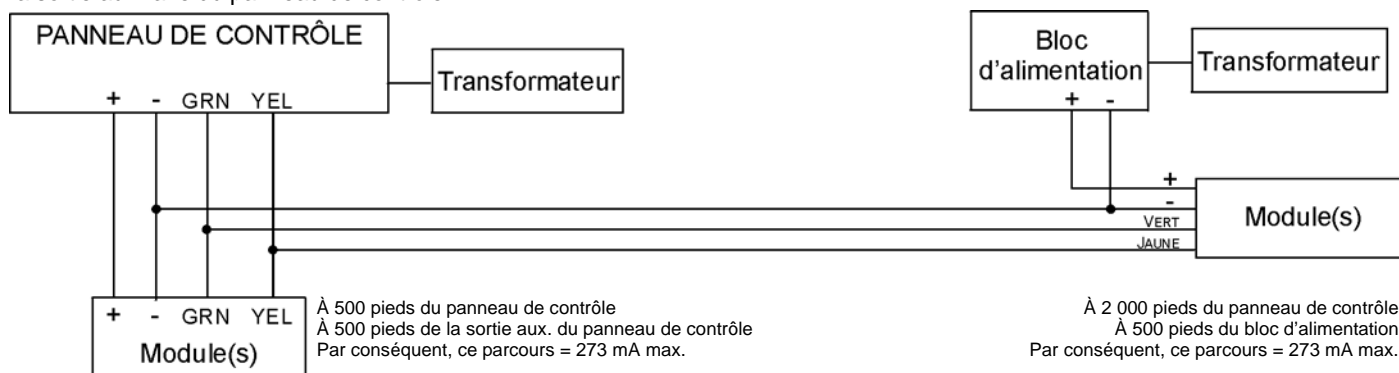 PANNEAU DE CONTRÔLE
+ - GRN YEL
Transformateur
Bloc
d'alimentation
+ -
Transformateur
+
-
VERT
JAUNE
Module(s)
+ - GRN YEL
Module(s)
À 500 pieds du panneau de contrôle
À 500 pieds de la sortie aux. du panneau de contrôle
Par conséquent, ce parcours = 273 mA max.
À 2 000 pieds du panneau de contrôle
À 500 pieds du bloc d'alimentation
Par conséquent, ce parcours = 273 mA max.